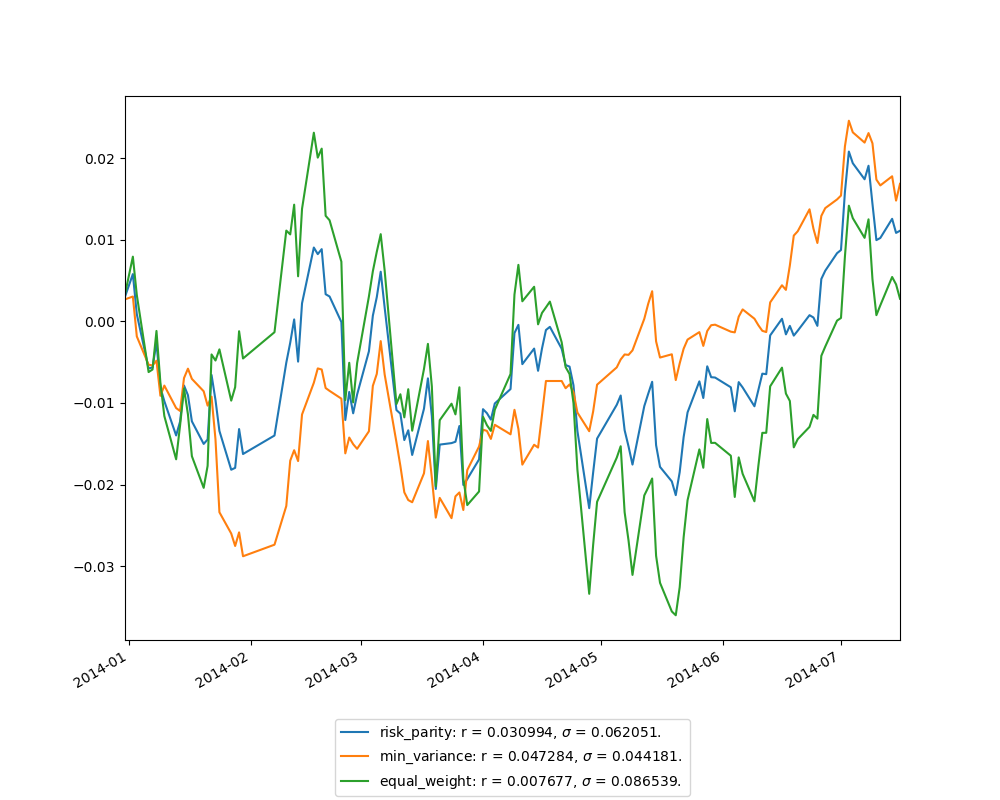 0.02
0.01
0.00
−0.01
−0.02
−0.03
2014-01 2014-02 2014-03 2014-04 2014-05 2014-06 2014-07
risk_parity: r = 0.030994, σ = 0.062051.
min_variance: r = 0.047284, σ = 0.044181.
equal_weight: r = 0.007677, σ = 0.086539.